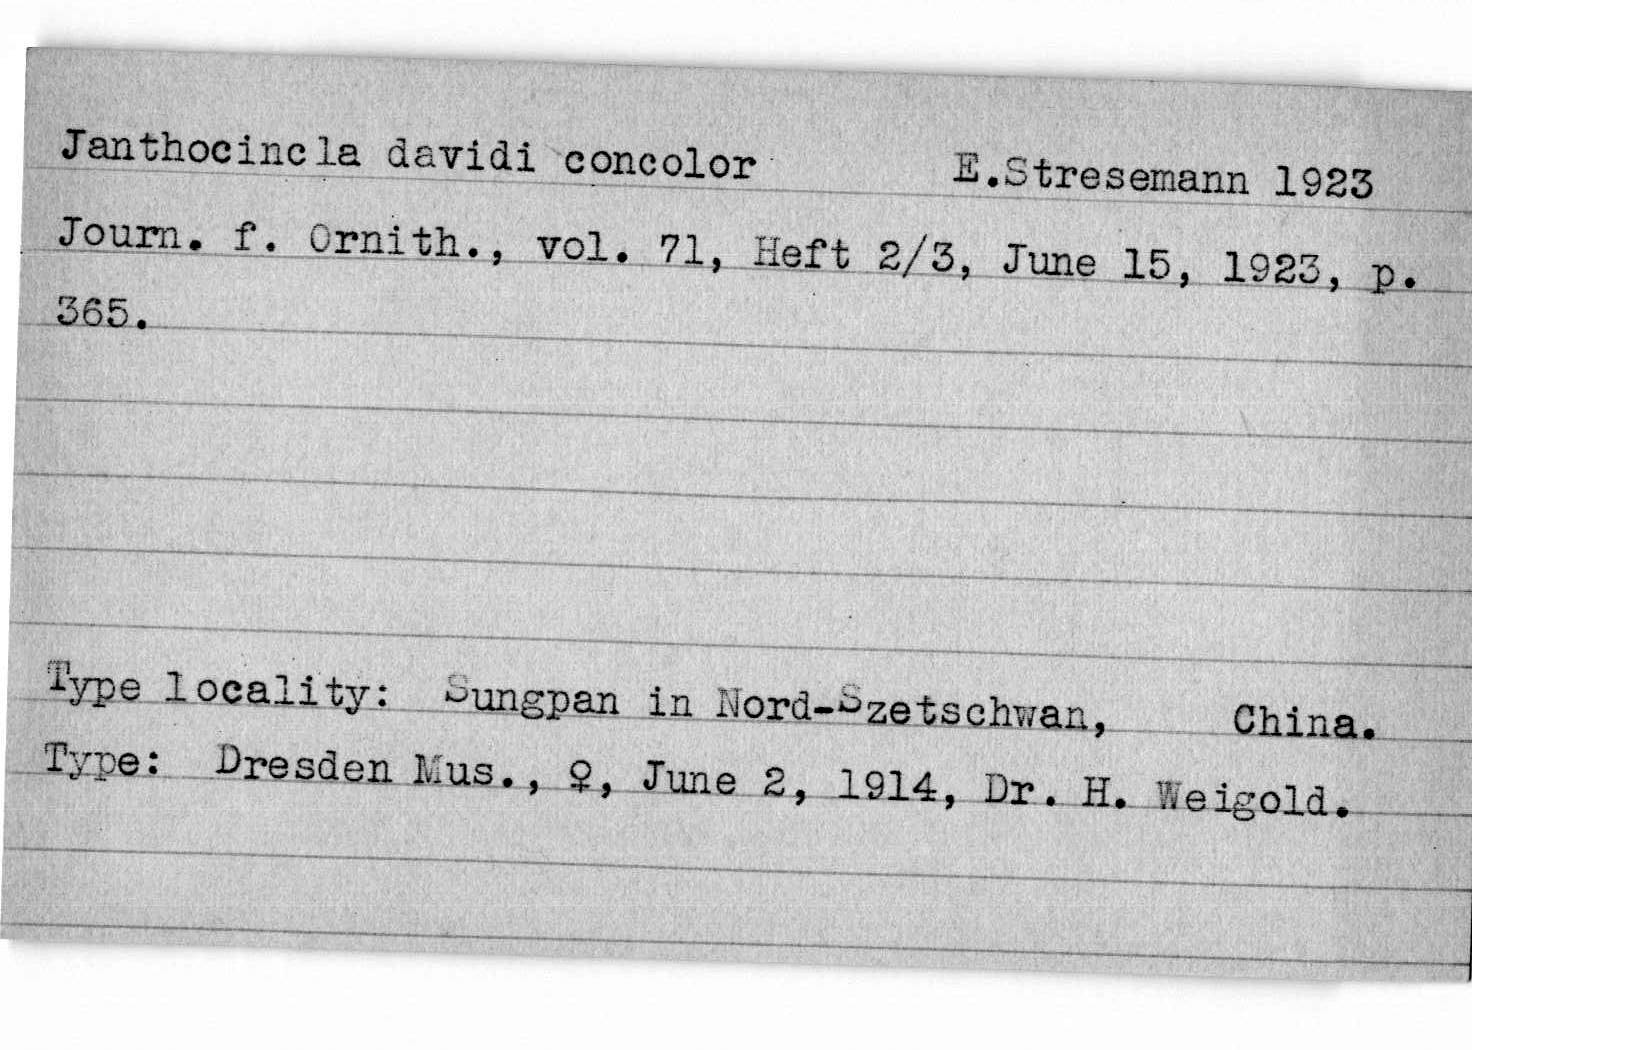 Janthocincla davidi concolor E.Stresemann 1923
Journ. f. Ornith., vol. 71, Heft 2/3, June 15, 1923, p.
365.
Type locality: Sungpan in Nord-Szetschwan, China.
Type: Dresden Mus., ♀, June 2, 1914, Dr. H. Weigold.